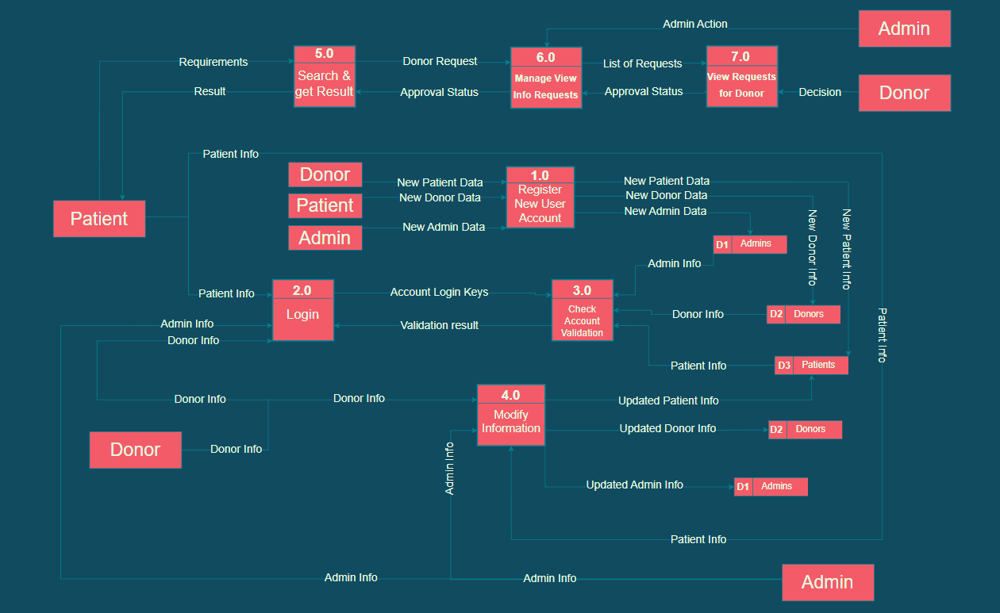 Admin Action
Admin
5.0
Search &
get Result
Requirements
Result
Donor Request
Approval Status
6.0
Manage View
Info Requests
List of Requests
Approval Status
7.0
View Requests
for Donor
Decision
Donor
Patient Info
Patient
Donor
Patient
Admin
New Patient Data
New Donor Data
New Admin Data
1.0
Register
New User
Account
New Patient Data
New Donor Data
New Admin Data
New Donor Info
New Patient Info
D1 Admins
Admin Info
Patient Info
2.0
Login
Account Login Keys
Validation result
3.0
Check
Account
Validation
Donor Info
D2 Donors
Admin Info
Donor Info
Patient Info
Patient Info
D3 Patients
Donor Info
Donor Info
4.0
Modify
Information
Updated Patient Info
Updated Donor Info
D2 Donors
Donor
Donor Info
Admin Info
Updated Admin Info
D1 Admins
Patient Info
Admin Info
Admin Info
Admin